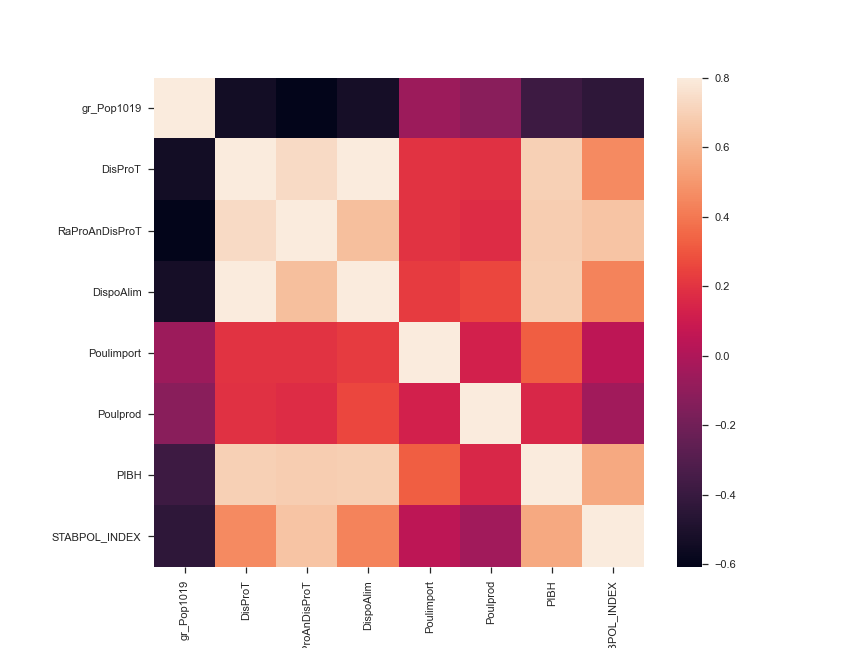 gr_Pop1019
DisProT
RaProAnDisProT
DispoAlim
Poulimport
Poulprod
PIBH
STABPOL_INDEX
gr_Pop1019
DisProT
ProAnDisProT
DispoAlim
Poulimport
Poulprod
PIBH
BPOL_INDEX
0.8
0.6
0.4
0.2
0.0
−0.2
−0.4
−0.6